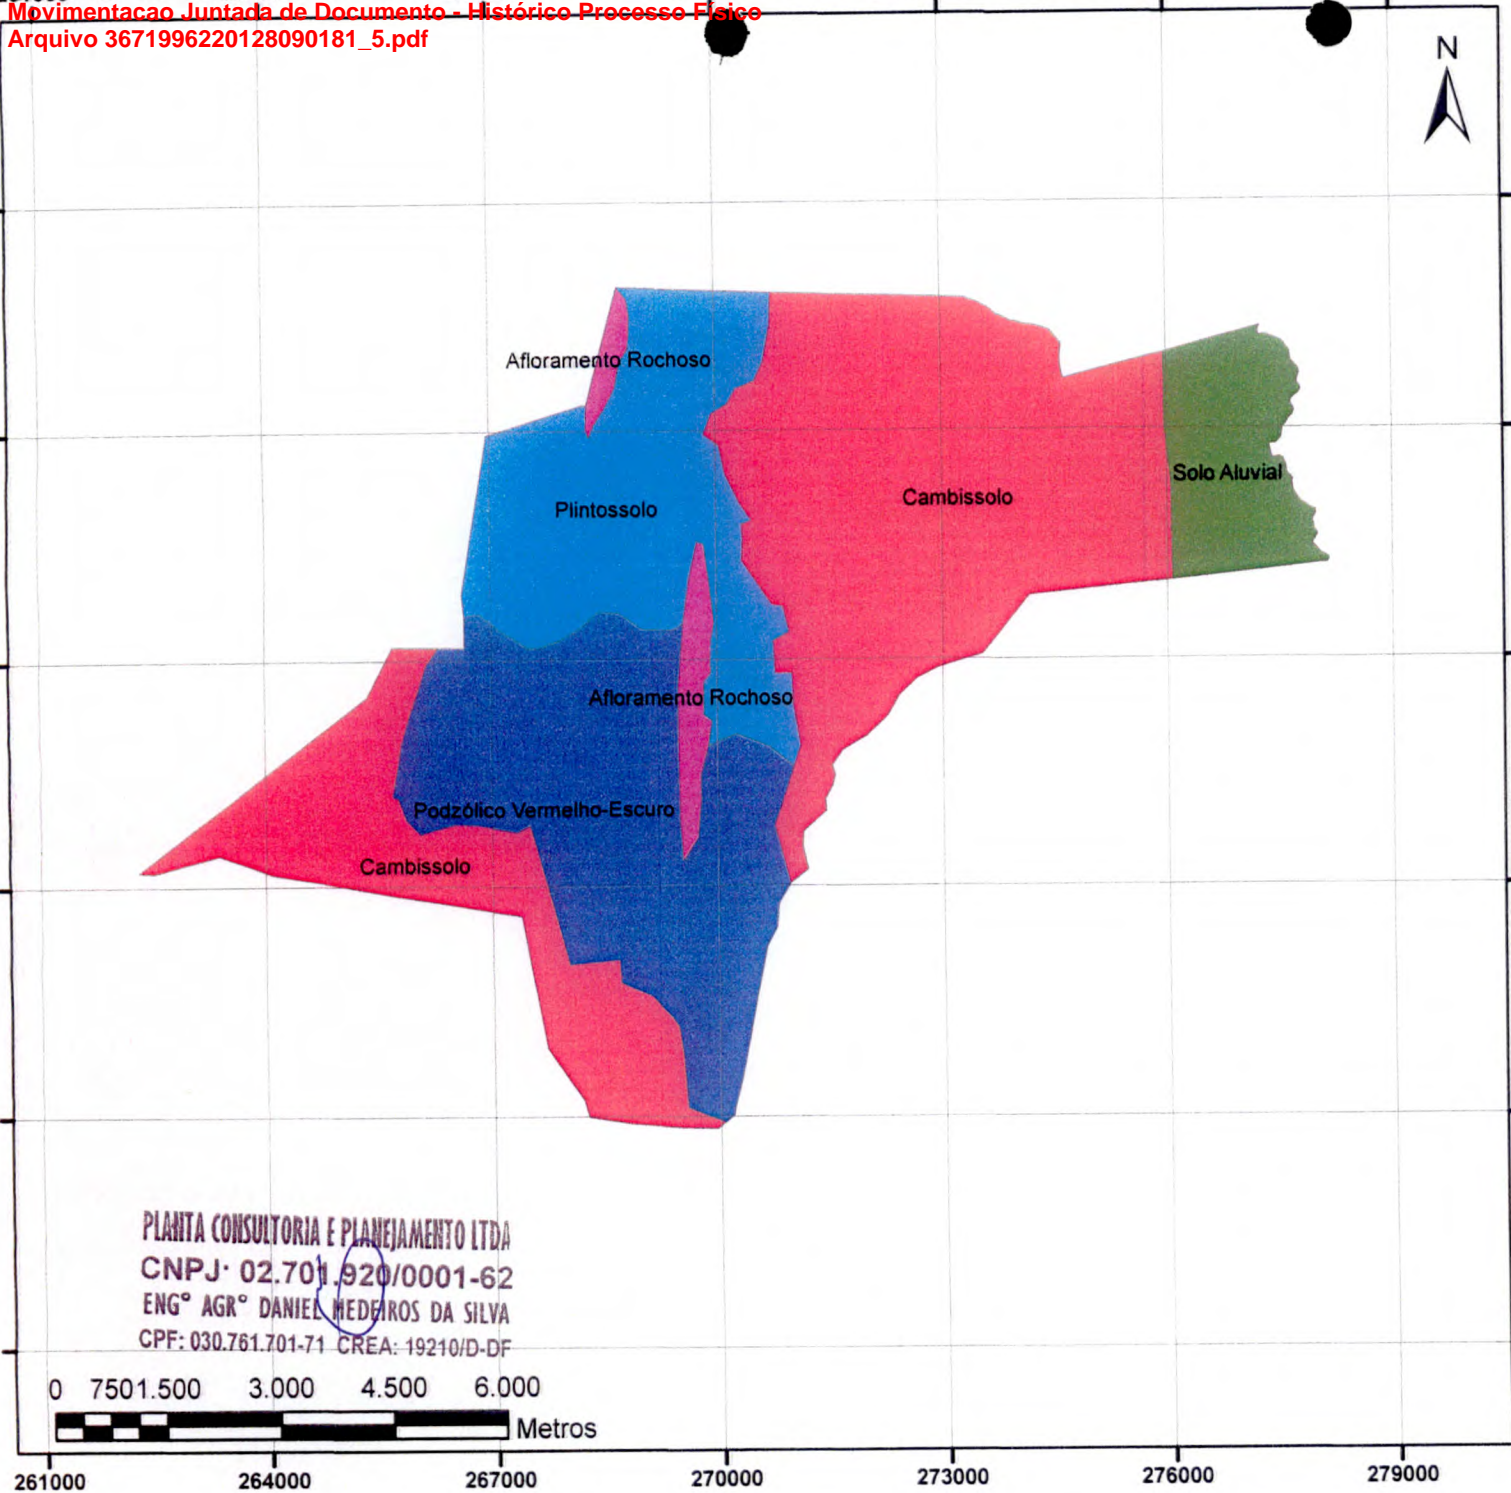 Movimentacao Juntada de Documento - Histórico Processo Físico
Arquivo 3671996220128090181_5.pdf
N
Afloramento Rochoso
Solo Aluvial
Cambissolo
Plintossolo
Afloramento Rochoso
Podzólico Vermelho-Escuro
Cambissolo
PLANTA CONSULTORIA E PLANEJAMENTO LTDA
CNPJ: 02.701.920/0001-62
ENGº AGRº DANIEL MEDEIROS DA SILVA
CPF: 030.761.701-71 CREA: 19210/D-DF
0 7501.500 3.000 4.500 6.000
Metros
261000 264000 267000 270000 273000 276000 279000